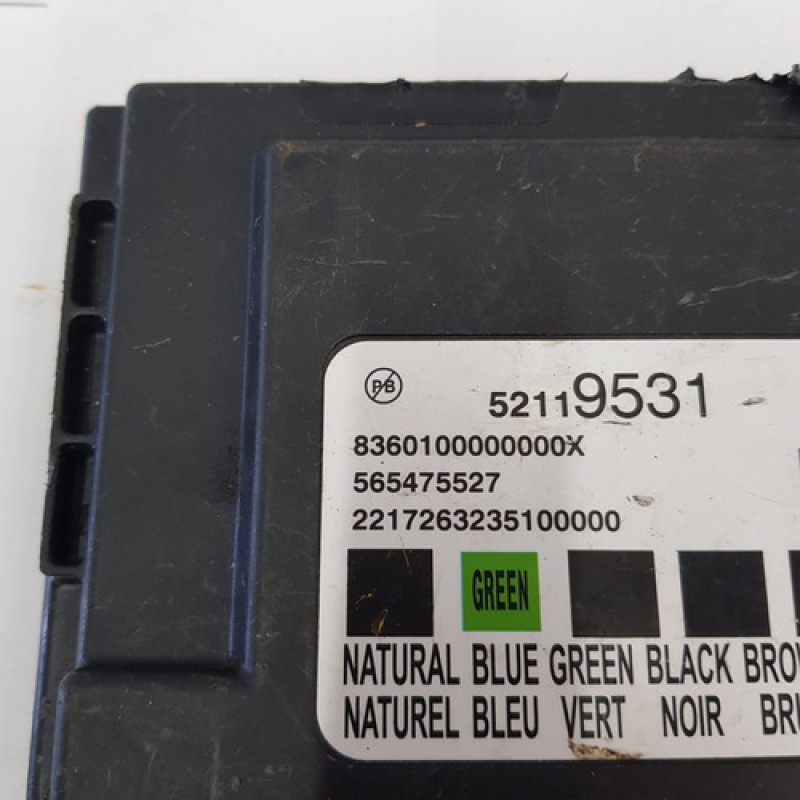 PB
52119531
8360100000000X
565475527
2217263235100000
GREEN
NATURAL BLUE GREEN BLACK
NATUREL BLEU VERT NOIR